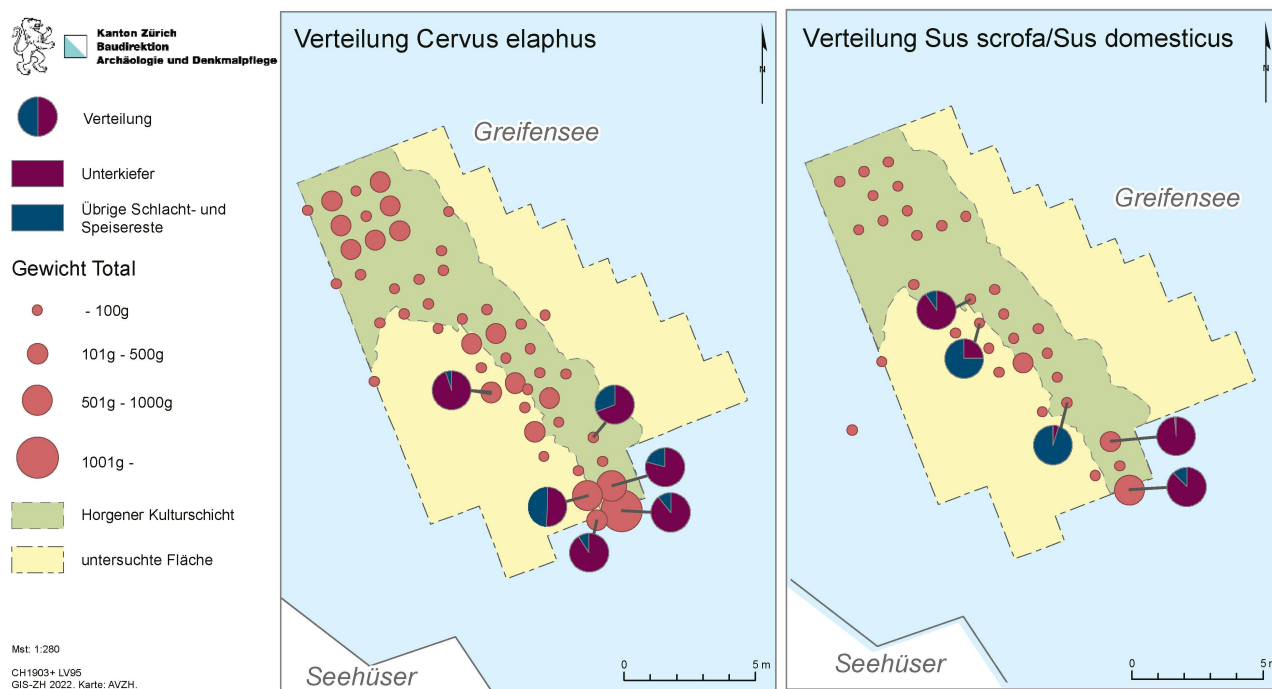 Kanton Zürich
Baudirektion
Archäologie und Denkmalpflege
Verteilung
Unterkiefer
Übrige Schlacht- und
Speisereste
Gewicht Total
- 100g
101g - 500g
501g - 1000g
1001g -
Horgener Kulturschicht
untersuchte Fläche
Mst: 1:280
CH1903+ LV95
GIS-ZH 2022. Karte: AVZH.
Verteilung Cervus elaphus
N
Greifensee
Seehüser
0 5 m
Verteilung Sus scrofa/Sus domesticus
N
Greifensee
Seehüser
0 5 m